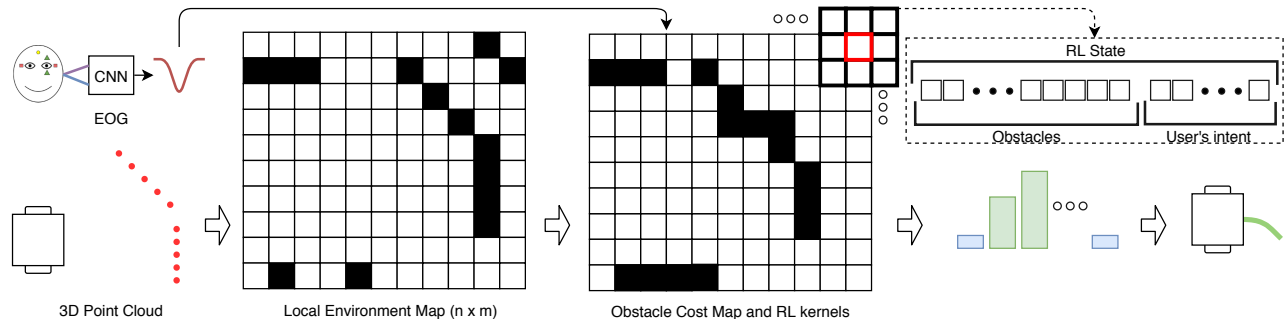 CNN
EOG
RL State
Obstacles
User's intent
3D Point Cloud
Local Environment Map (n x m)
Obstacle Cost Map and RL kernels